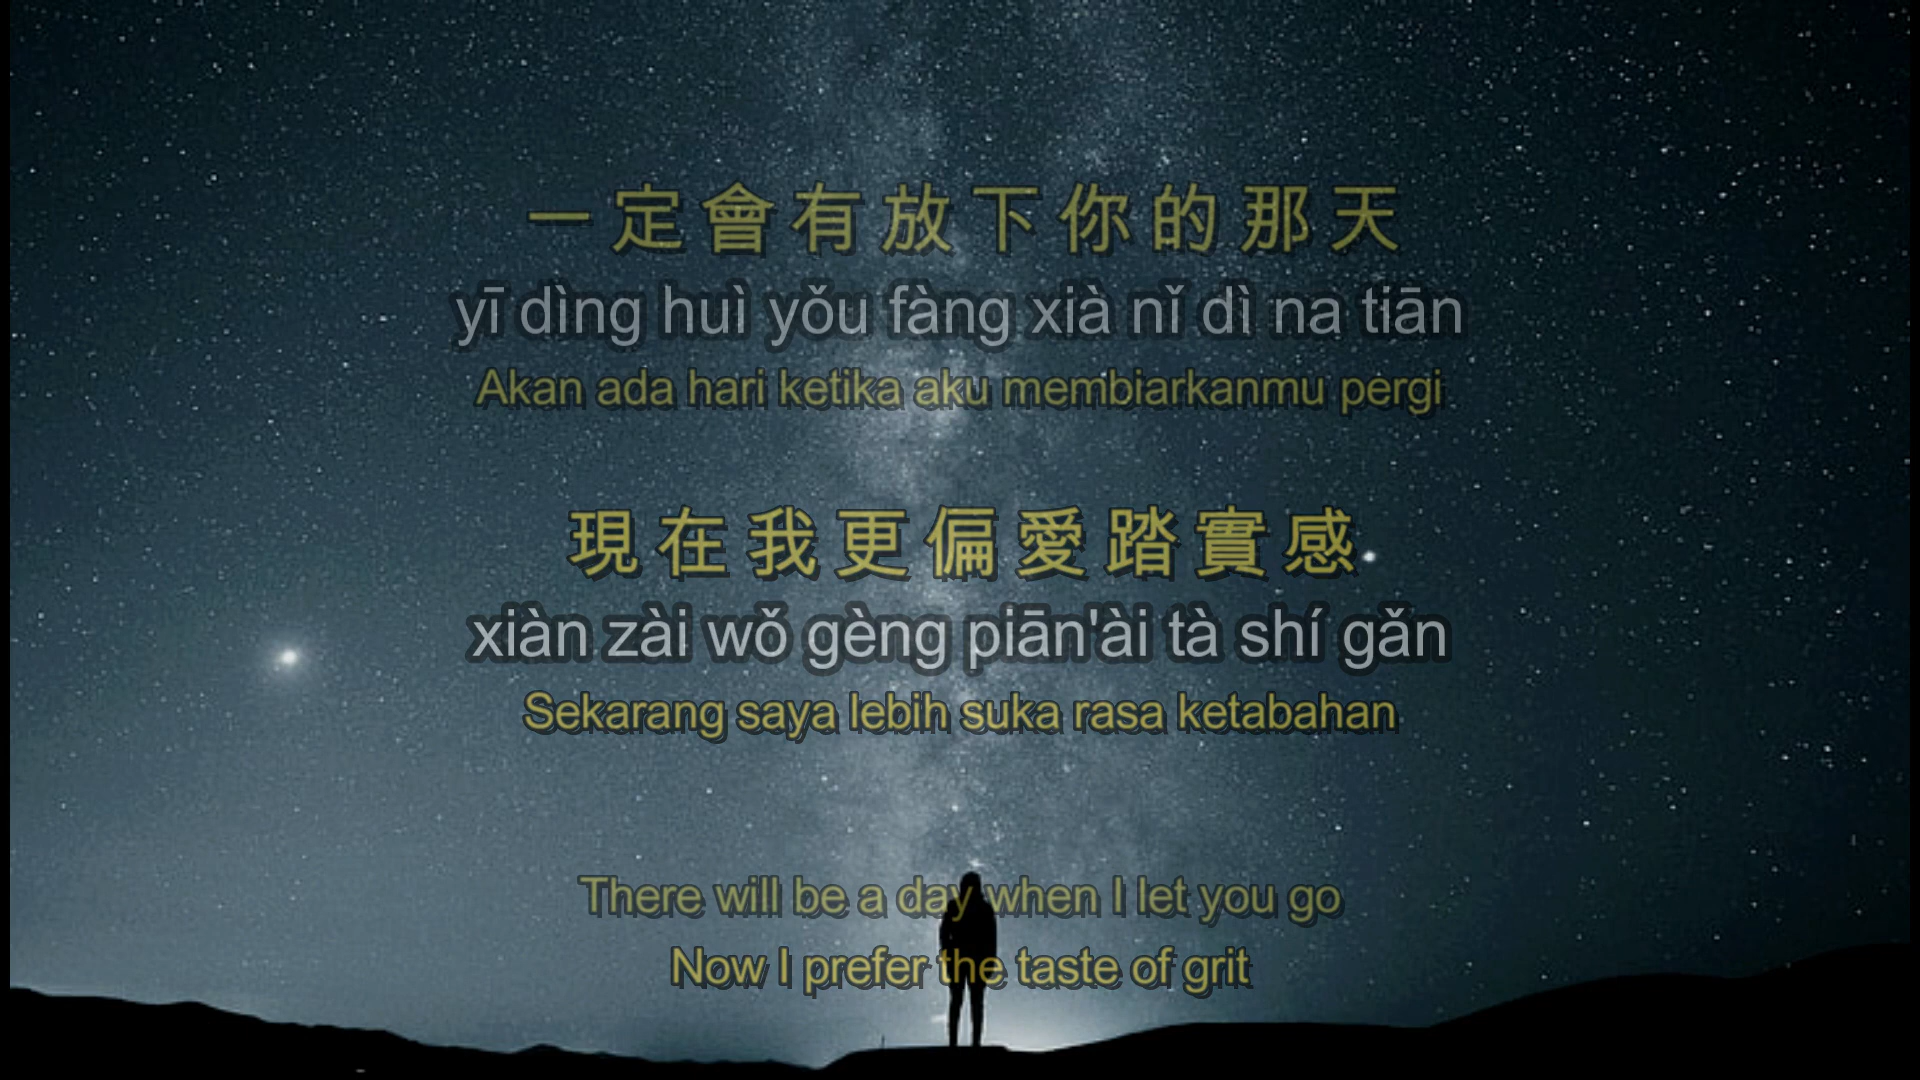 一定會有放下你的那天
yī dìng huì yǒu fàng xià nǐ dì na tiān
Akan ada hari ketika aku membiarkanmu pergi
現在我更偏愛踏實感
xiàn zài wǒ gèng piān'ài tà shí gǎn
Sekarang saya lebih suka rasa ketabahan
There will be a day when I let you go
Now I prefer the taste of grit